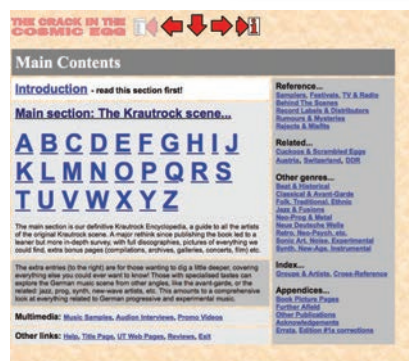 THE CRACK IN THE
COSMIC EGG
Main Contents
Introduction - read this section first!
Main section: The Krautrock scene...
A B C D E F G H I J
K L M N O P Q R S
T U V W X Y Z
The main section is our definitive Krautrock Encyclopedia, a guide to all the artists
of the original Krautrock scene. A major rethink since publishing the book led to a
leaner but more in-depth survey, with full discographies, pictures of everything we
could find, extra bonus pages (compilations, archives, galleries, concerts, film) etc.
The extra entries (to the right) are for those wanting to dig a little deeper, covering
everything else you could ever want to know! Those with specialised tastes can
explore the German music scene from other angles, like the avant-garde, or the
related: jazz, prog, synth, new-wave artists, etc. This amounts to a comprehensive
look at everything related to German progressive and experimental music.
Multimedia: Music Samples, Audion Interviews, Promo Videos
Other links: Help, Title Page, UT Web Pages, Reviews, Exit
Reference...
Samplers, Festivals, TV & Radio
Behind The Scenes
Record Labels & Distributors
Rumours & Mysteries
Rejects & Misfits
Related...
Cuckoos & Scrambled Eggs
Austria, Switzerland, DDR
Other genres...
Beat & Historical
Classical & Avant-Garde
Folk, Traditional, Ethnic
Jazz & Fusions
Neo-Prog & Metal
Neue Deutsche Welle
Retro, Neo-Psych, etc.
Sonic Art, Noise, Experimental
Synth, New-Age, Instrumental
Index...
Groups & Artists, Cross-Reference
Appendices...
Book Picture Pages
Further Afield
Other Publications
Acknowledgements
Errata, Edition #1a corrections